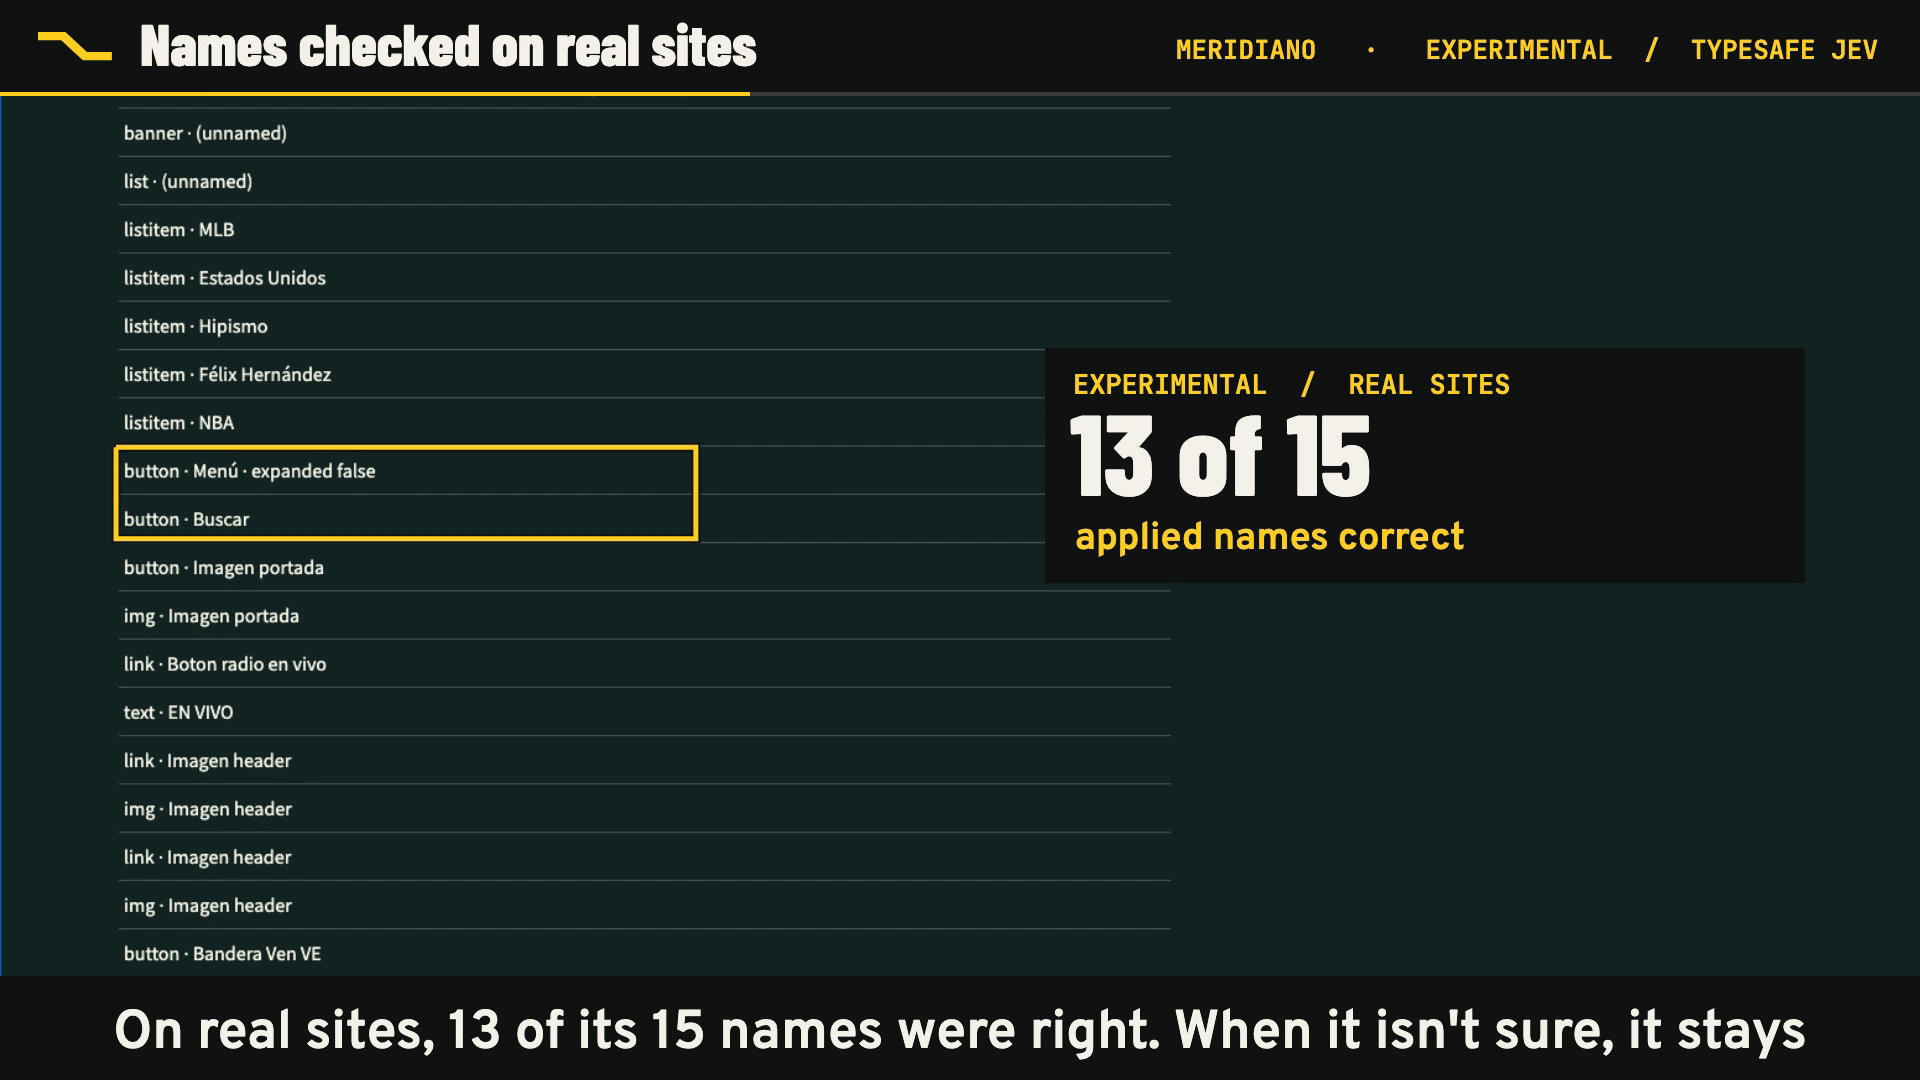 Names checked on real sites
MERIDIANO · EXPERIMENTAL / TYPESAFE JEV
banner · (unnamed)
list · (unnamed)
listitem · MLB
listitem · Estados Unidos
listitem · Hipismo
listitem · Félix Hernández
listitem · NBA
button · Menú · expanded false
button · Buscar
button · Imagen portada
img · Imagen portada
link · Boton radio en vivo
text · EN VIVO
link · Imagen header
img · Imagen header
link · Imagen header
img · Imagen header
button · Bandera Ven VE
EXPERIMENTAL / REAL SITES
13 of 15
applied names correct
On real sites, 13 of its 15 names were right. When it isn't sure, it stays